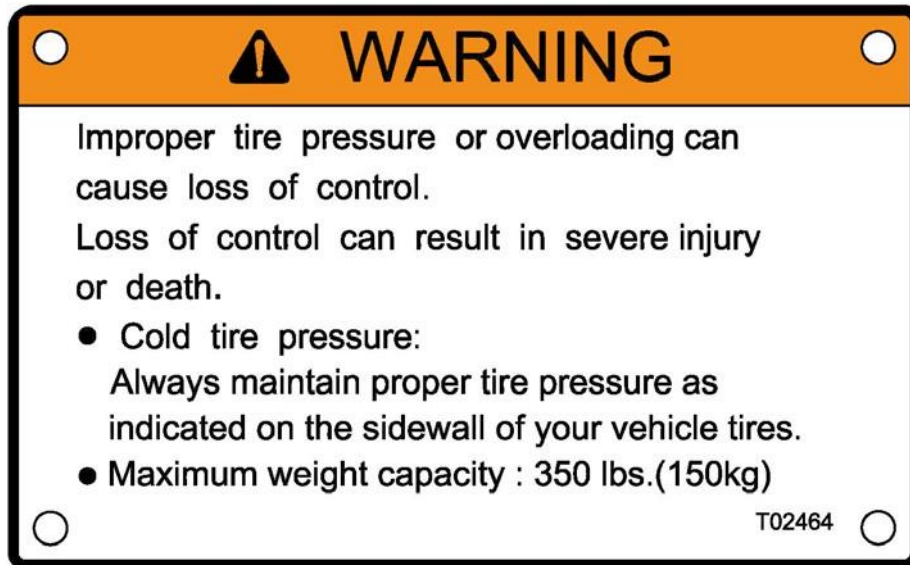 WARNING
Improper tire pressure or overloading can
cause loss of control.
Loss of control can result in severe injury
or death.
● Cold tire pressure:
Always maintain proper tire pressure as
indicated on the sidewall of your vehicle tires.
● Maximum weight capacity : 350 lbs.(150kg)
T02464